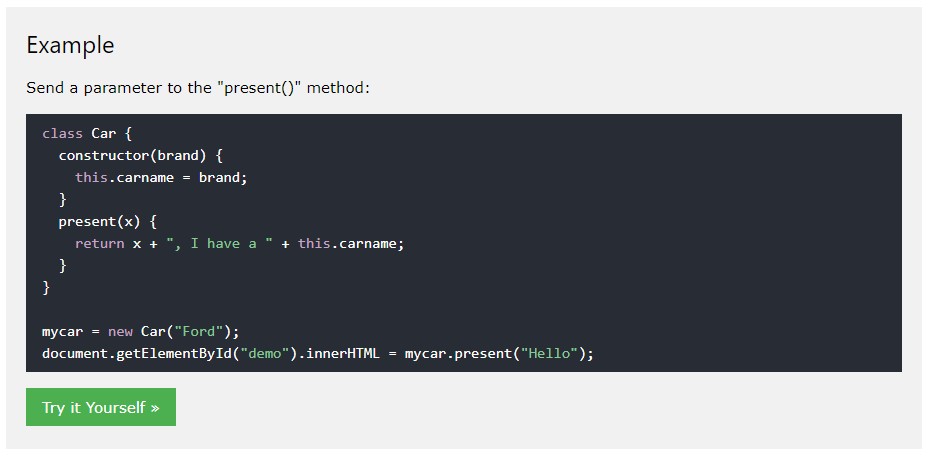 Example
Send a parameter to the "present()" method:
class Car {
  constructor(brand) {
    this.carname = brand;
  }
  present(x) {
    return x + ", I have a " + this.carname;
  }
}

mycar = new Car("Ford");
document.getElementById("demo").innerHTML = mycar.present("Hello");
Try it Yourself »